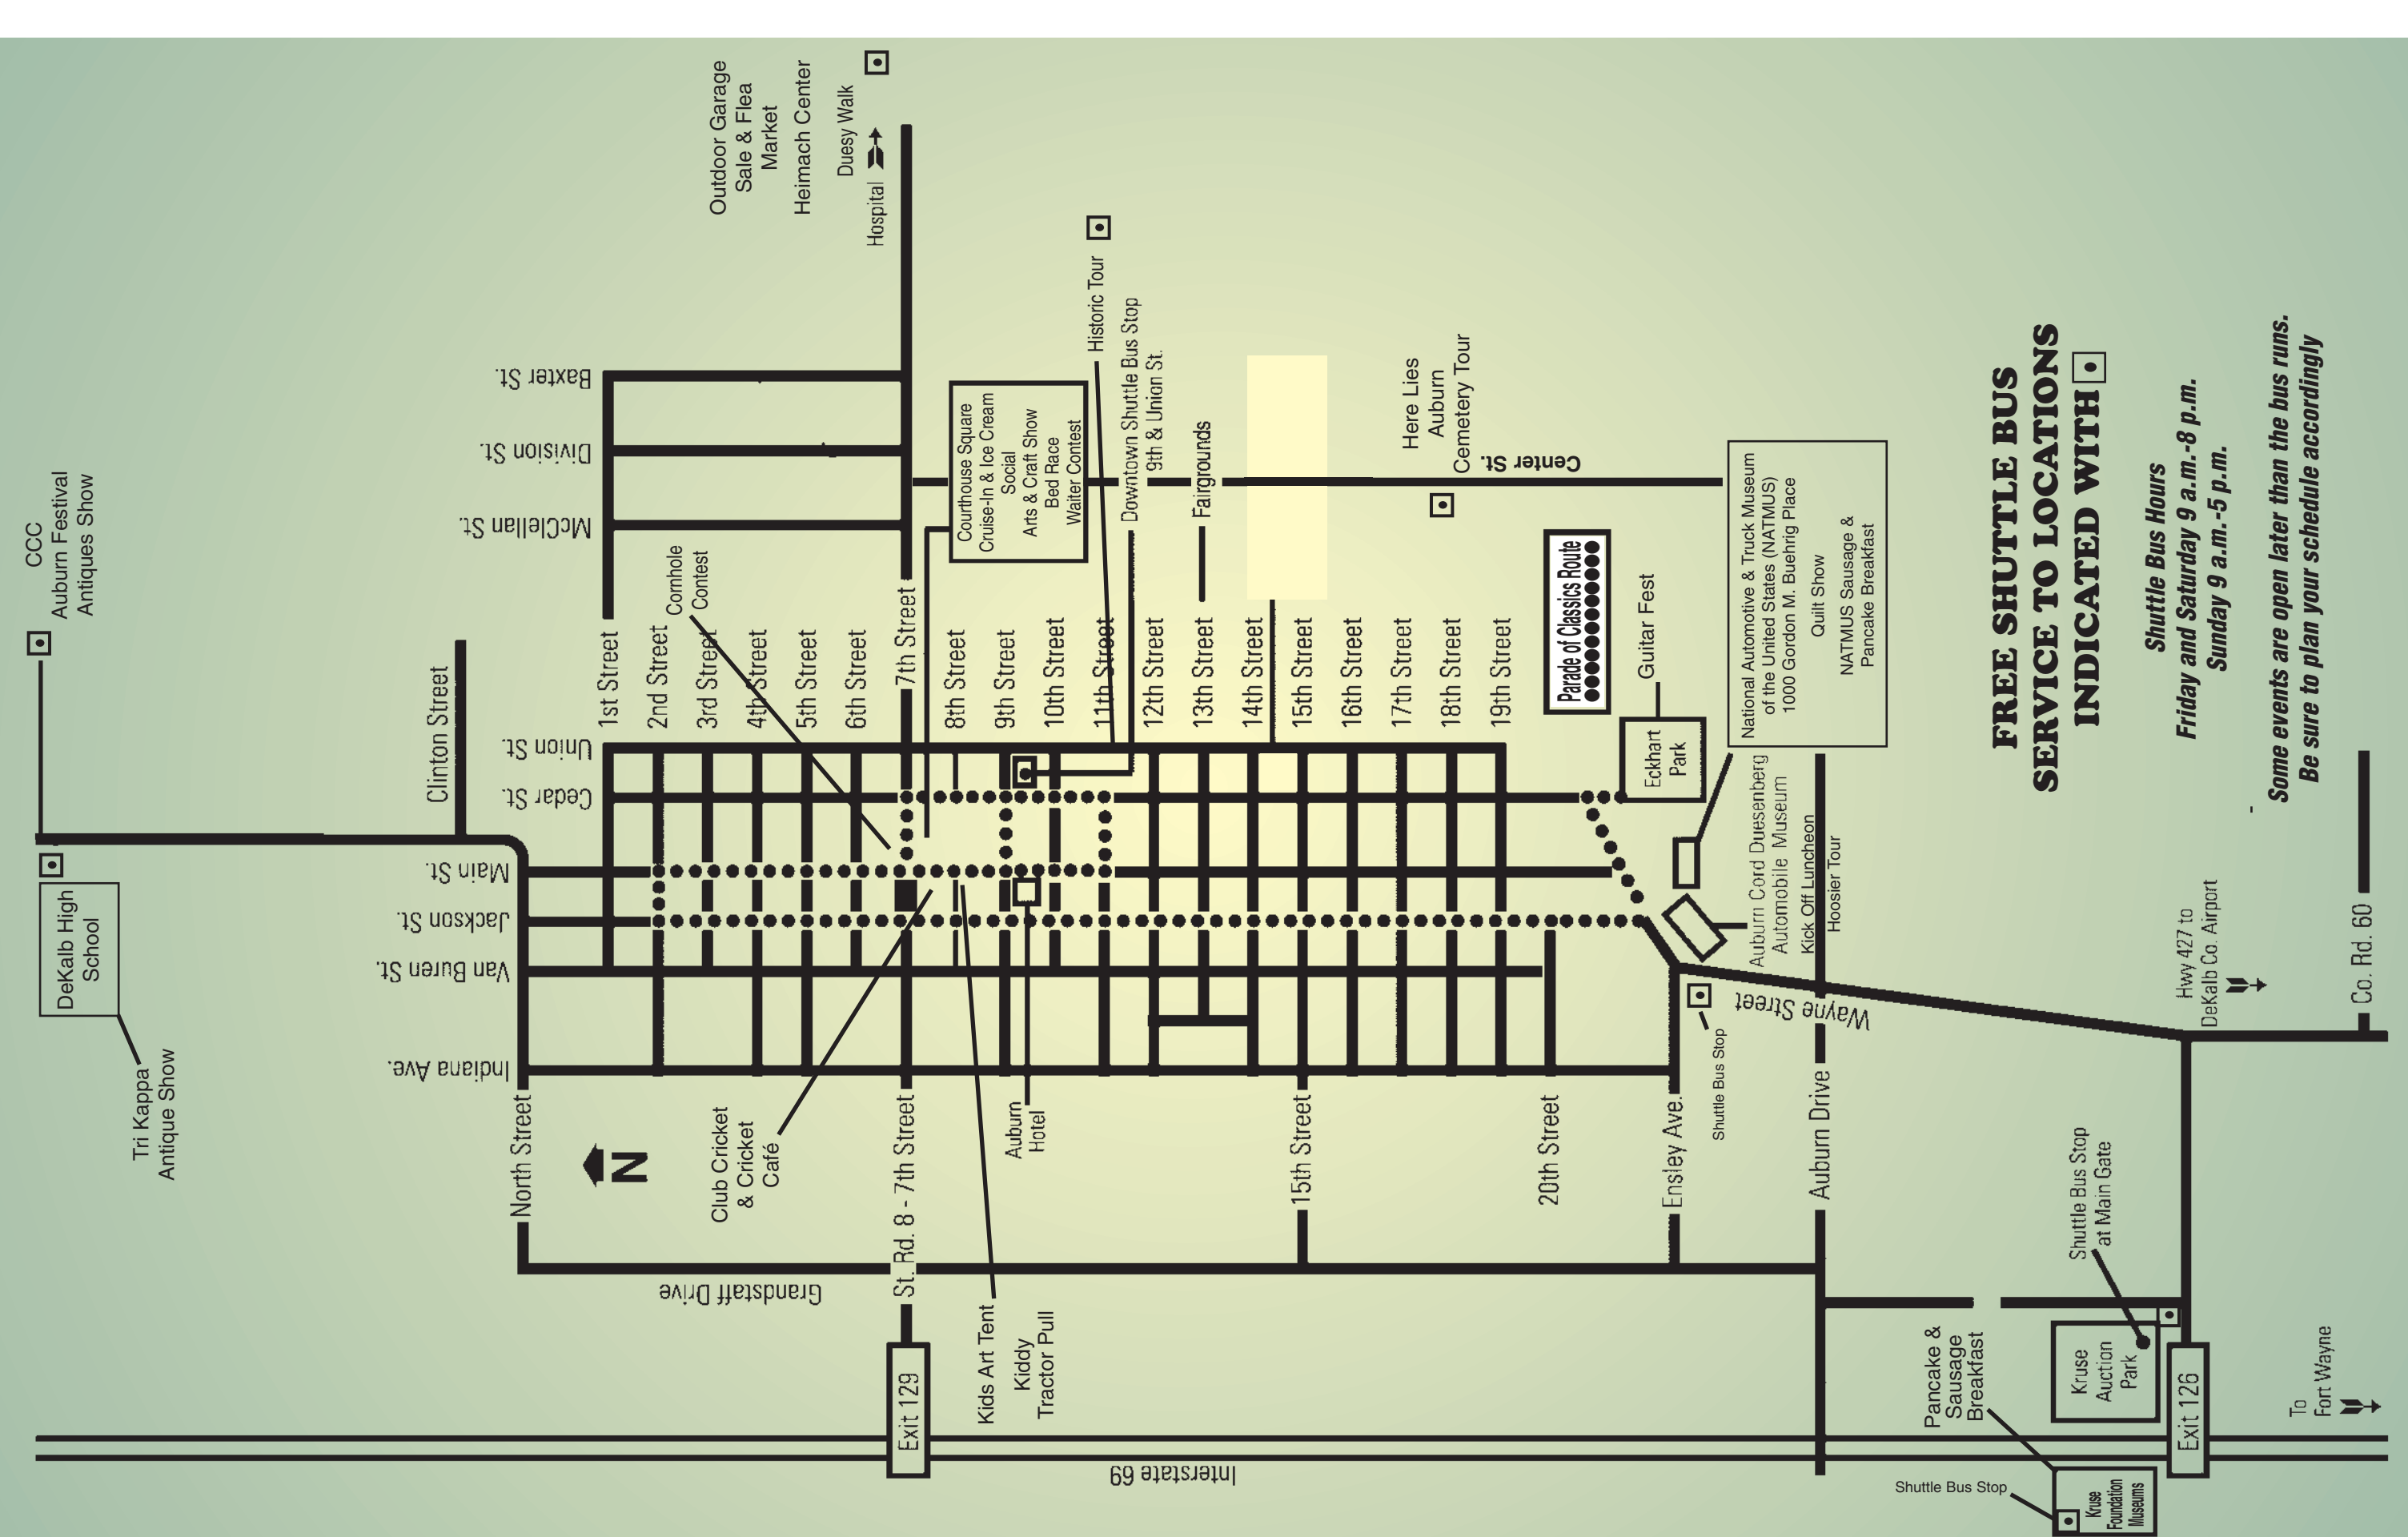 CCC
Auburn Festival
Antiques Show
DeKalb High
School
Tri Kappa
Antique Show
Clinton Street
North Street
Indiana Ave.
Van Buren St.
Jackson St.
Main St.
Cedar St.
Union St.
McClellan St.
Division St.
Baxter St.
1st Street
2nd Street
3rd Street
4th Street
5th Street
6th Street
7th Street
8th Street
9th Street
10th Street
11th Street
12th Street
13th Street
14th Street
15th Street
16th Street
17th Street
18th Street
19th Street
Cornhole
Contest
Outdoor Garage
Sale & Flea
Market
Heimach Center
Duesy Walk
Hospital
Courthouse Square
Cruise-In & Ice Cream
Social
Arts & Craft Show
Bed Race
Waiter Contest
Historic Tour
Downtown Shuttle Bus Stop
9th & Union St.
Fairgrounds
Here Lies
Auburn
Cemetery Tour
Center St.
Parade of Classics Route
Guitar Fest
Eckhart
Park
National Automotive & Truck Museum
of the United States (NATMUS)
1000 Gordon M. Buehrig Place
Quilt Show
NATMUS Sausage &
Pancake Breakfast
Auburn Cord Duesenberg
Automobile Museum
Kick Off Luncheon
Hoosier Tour
N
Grandstaff Drive
Club Cricket
& Cricket
Café
St. Rd. 8 - 7th Street
Auburn
Hotel
15th Street
20th Street
Ensley Ave.
Shuttle Bus Stop
Wayne Street
Auburn Drive
Exit 129
Kids Art Tent
Kiddy
Tractor Pull
Interstate 69
Pancake &
Sausage
Breakfast
Shuttle Bus Stop
Kruse
Foundation
Museums
Shuttle Bus Stop
at Main Gate
Kruse
Auction
Park
Exit 126
To
Fort Wayne
Hwy 427 to
DeKalb Co. Airport
Co. Rd. 60
FREE SHUTTLE BUS
SERVICE TO LOCATIONS
INDICATED WITH
Shuttle Bus Hours
Friday and Saturday 9 a.m.-8 p.m.
Sunday 9 a.m.-5 p.m.
-
Some events are open later than the bus runs.
Be sure to plan your schedule accordingly